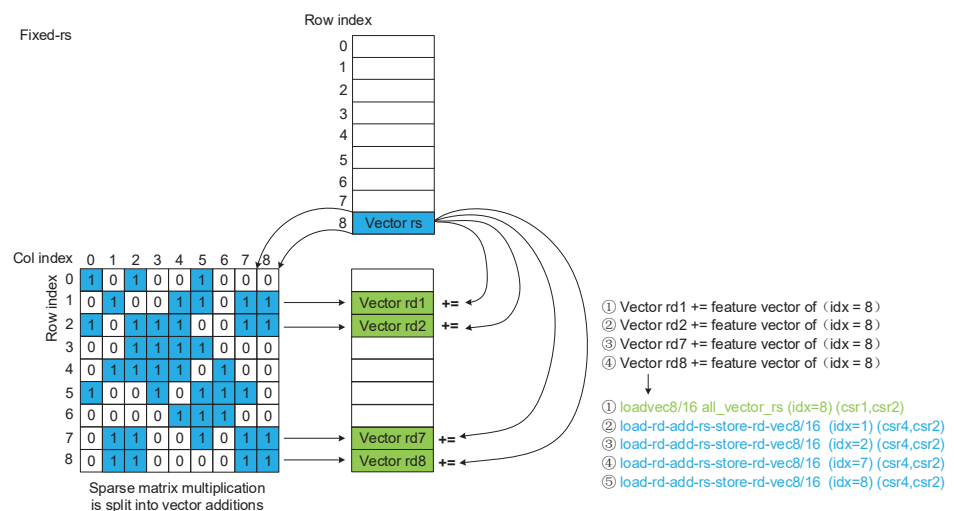 Fixed-rs
Row index
0
1
2
3
4
5
6
7
8 Vector rs
Col index 0 1 2 3 4 5 6 7 8
Row index
0 1 0 1 0 0 1 0 0 0
1 0 1 0 0 1 1 0 1 1
2 1 0 1 1 1 0 0 1 1
3 0 0 1 1 1 1 0 0 0
4 0 1 1 1 1 0 1 0 0
5 1 0 0 1 0 1 1 1 0
6 0 0 0 0 1 1 1 0 0
7 0 1 1 0 0 1 0 1 1
8 0 1 1 0 0 0 0 1 1
Sparse matrix multiplication
is split into vector additions
Vector rd1 +=
Vector rd2 +=
Vector rd7 +=
Vector rd8 +=
① Vector rd1 += feature vector of（idx = 8）
② Vector rd2 += feature vector of（idx = 8）
③ Vector rd7 += feature vector of（idx = 8）
④ Vector rd8 += feature vector of（idx = 8）
① loadvec8/16 all_vector_rs (idx=8) (csr1,csr2)
② load-rd-add-rs-store-rd-vec8/16 (idx=1) (csr4,csr2)
③ load-rd-add-rs-store-rd-vec8/16 (idx=2) (csr4,csr2)
④ load-rd-add-rs-store-rd-vec8/16 (idx=7) (csr4,csr2)
⑤ load-rd-add-rs-store-rd-vec8/16 (idx=8) (csr4,csr2)